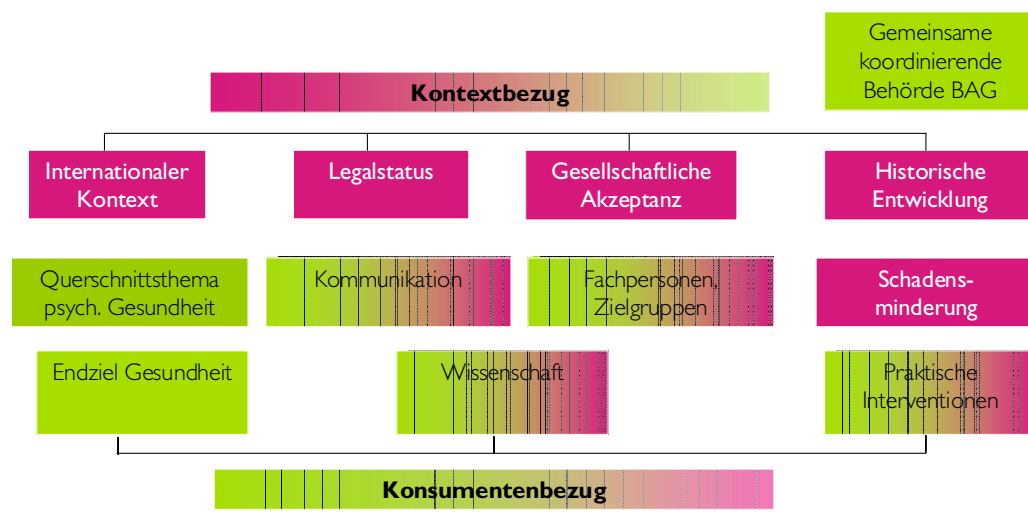 Gemeinsame
koordinierende
Behörde BAG
Kontextbezug
Internationaler
Kontext
Legalstatus
Gesellschaftliche
Akzeptanz
Historische
Entwicklung
Querschnittsthema
psych. Gesundheit
Kommunikation
Fachpersonen,
Zielgruppen
Schadens-
minderung
Endziel Gesundheit
Wissenschaft
Praktische
Interventionen
Konsumentenbezug